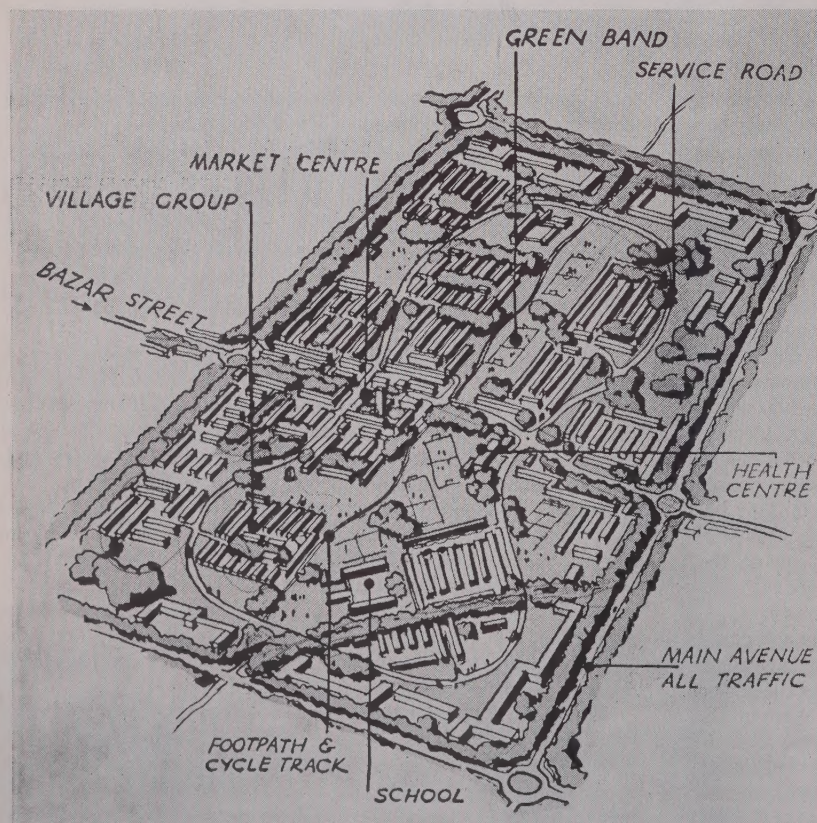 GREEN BAND
SERVICE ROAD
MARKET CENTRE
VILLAGE GROUP
BAZAR STREET
HEALTH
CENTRE
MAIN AVENUE
ALL TRAFFIC
FOOTPATH &
CYCLE TRACK
SCHOOL